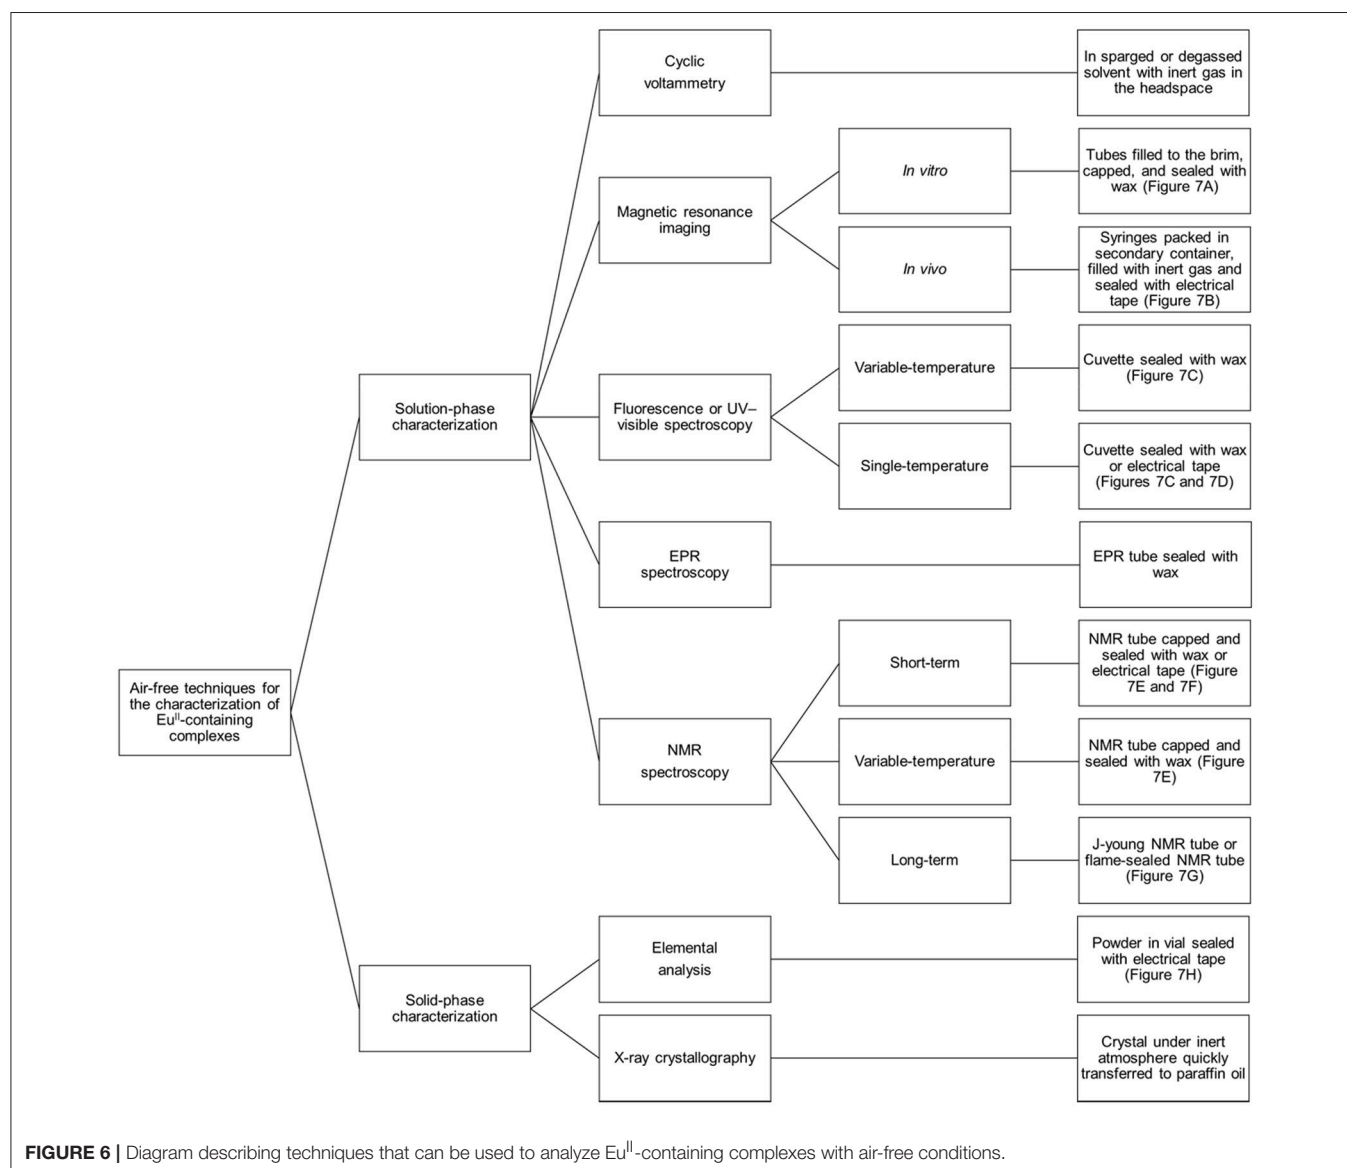 Cyclic
voltammetry
In sparged or degassed
solvent with inert gas in
the headspace
Magnetic resonance
imaging
In vitro
Tubes filled to the brim,
capped, and sealed with
wax (Figure 7A)
In vivo
Syringes packed in
secondary container,
filled with inert gas and
sealed with electrical
tape (Figure 7B)
Solution-phase
characterization
Fluorescence or UV–
visible spectroscopy
Variable-temperature
Cuvette sealed with wax
(Figure 7C)
Single-temperature
Cuvette sealed with wax
or electrical tape
(Figures 7C and 7D)
EPR
spectroscopy
EPR tube sealed with
wax
Air-free techniques for
the characterization of
Eu^II-containing
complexes
NMR
spectroscopy
Short-term
NMR tube capped and
sealed with wax or
electrical tape (Figure
7E and 7F)
Variable-temperature
NMR tube capped and
sealed with wax (Figure
7E)
Long-term
J-young NMR tube or
flame-sealed NMR tube
(Figure 7G)
Solid-phase
characterization
Elemental
analysis
Powder in vial sealed
with electrical tape
(Figure 7H)
X-ray crystallography
Crystal under inert
atmosphere quickly
transferred to paraffin oil
FIGURE 6 | Diagram describing techniques that can be used to analyze Eu^II-containing complexes with air-free conditions.